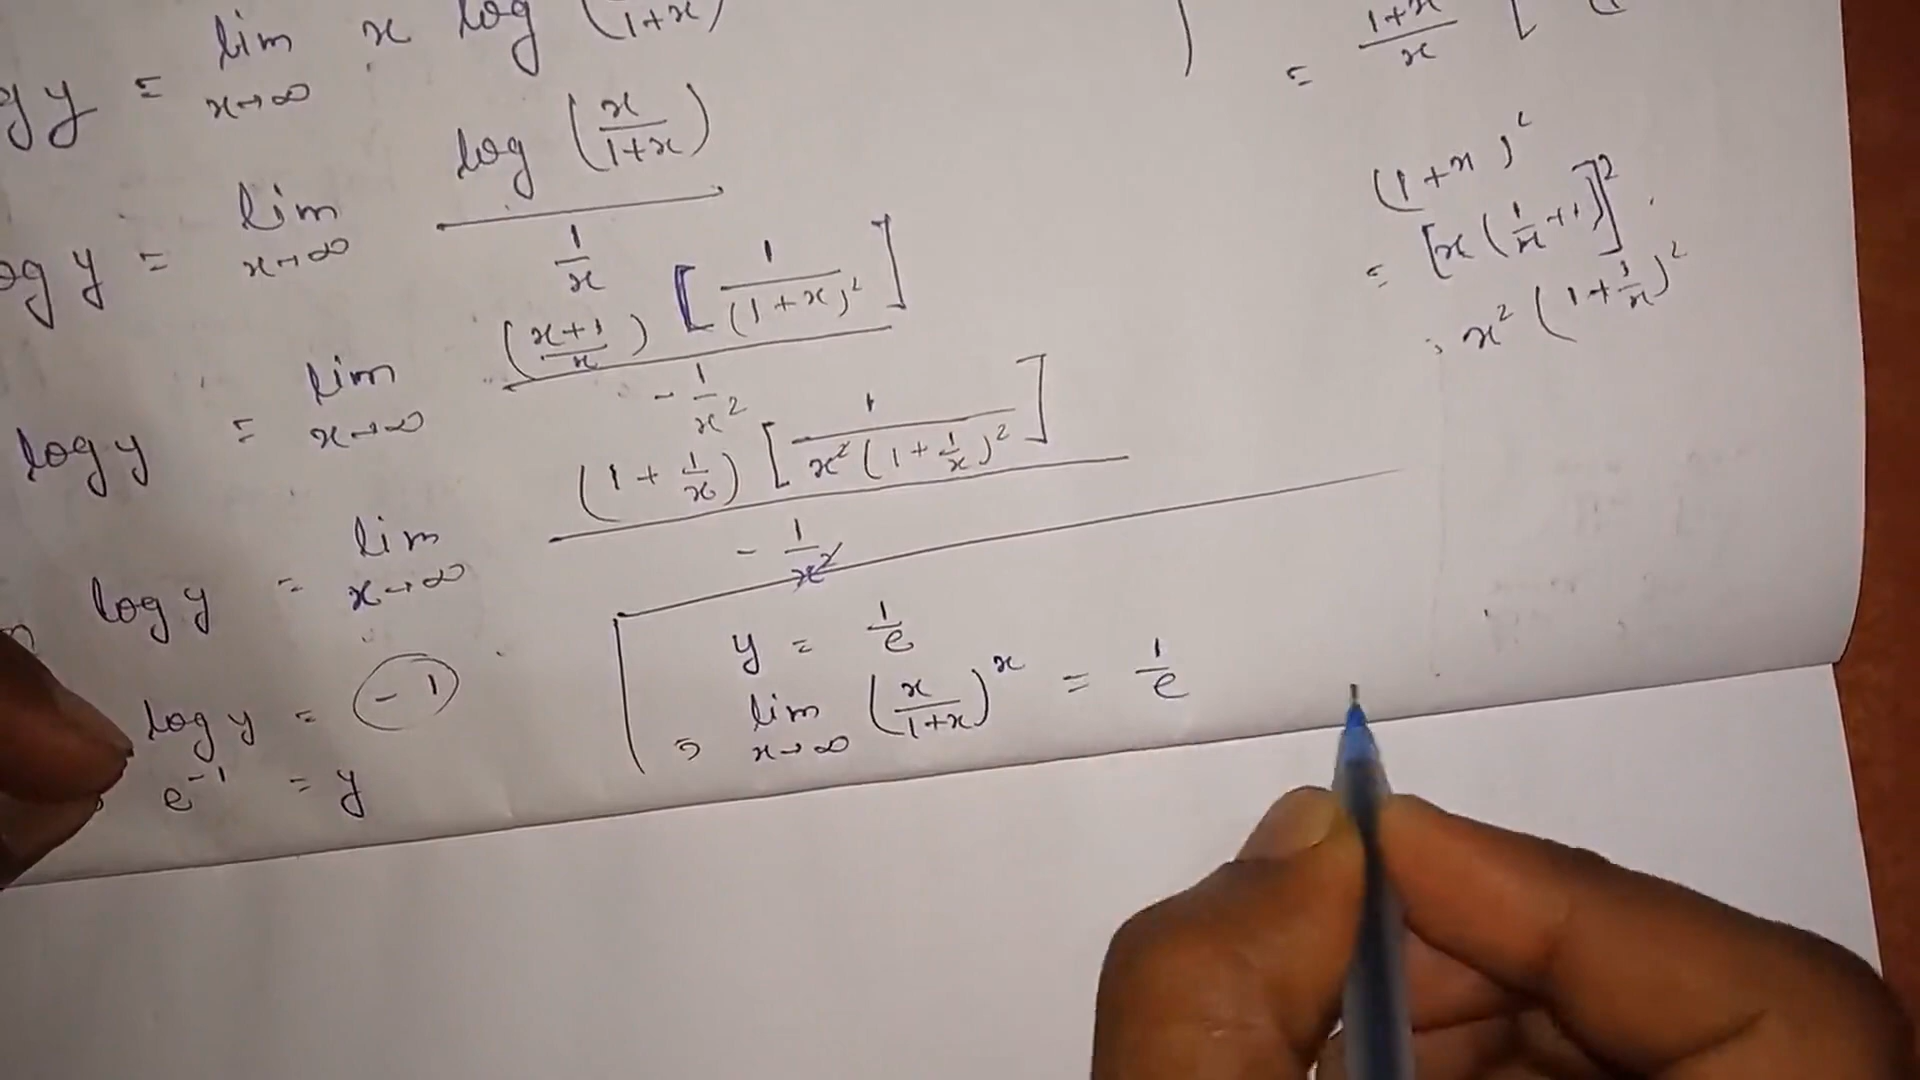 g y = lim x→∞ x log (/1+x)
og y = lim x→∞ log (x/1+x) / 1/x
log y = lim x→∞ (x+1/x) [1/(1+x)²] / -1/x²
log y = lim x→∞ (1+1/x) [1/x²(1+1/x)²] / -1/x²
log y = -1
e⁻¹ = y
y = 1/e
⇒ lim x→∞ (x/1+x)ˣ = 1/e
= 1+x/x [
(1+x)²
= [x(1/x+1)]²
= x²(1+1/x)²